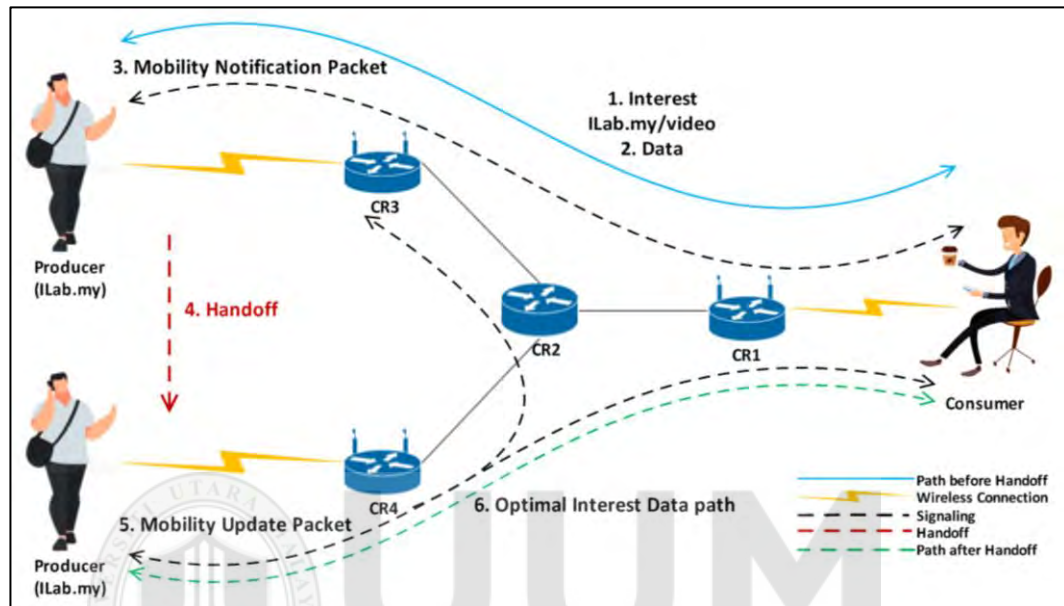 3. Mobility Notification Packet
1. Interest
ILab.my/video
2. Data
CR3
Producer
(ILab.my)
4. Handoff
CR2
CR1
Consumer
CR4
5. Mobility Update Packet
6. Optimal Interest Data path
Producer
(ILab.my)
Path before Handoff
Wireless Connection
Signaling
Handoff
Path after Handoff
UUM
UTARA